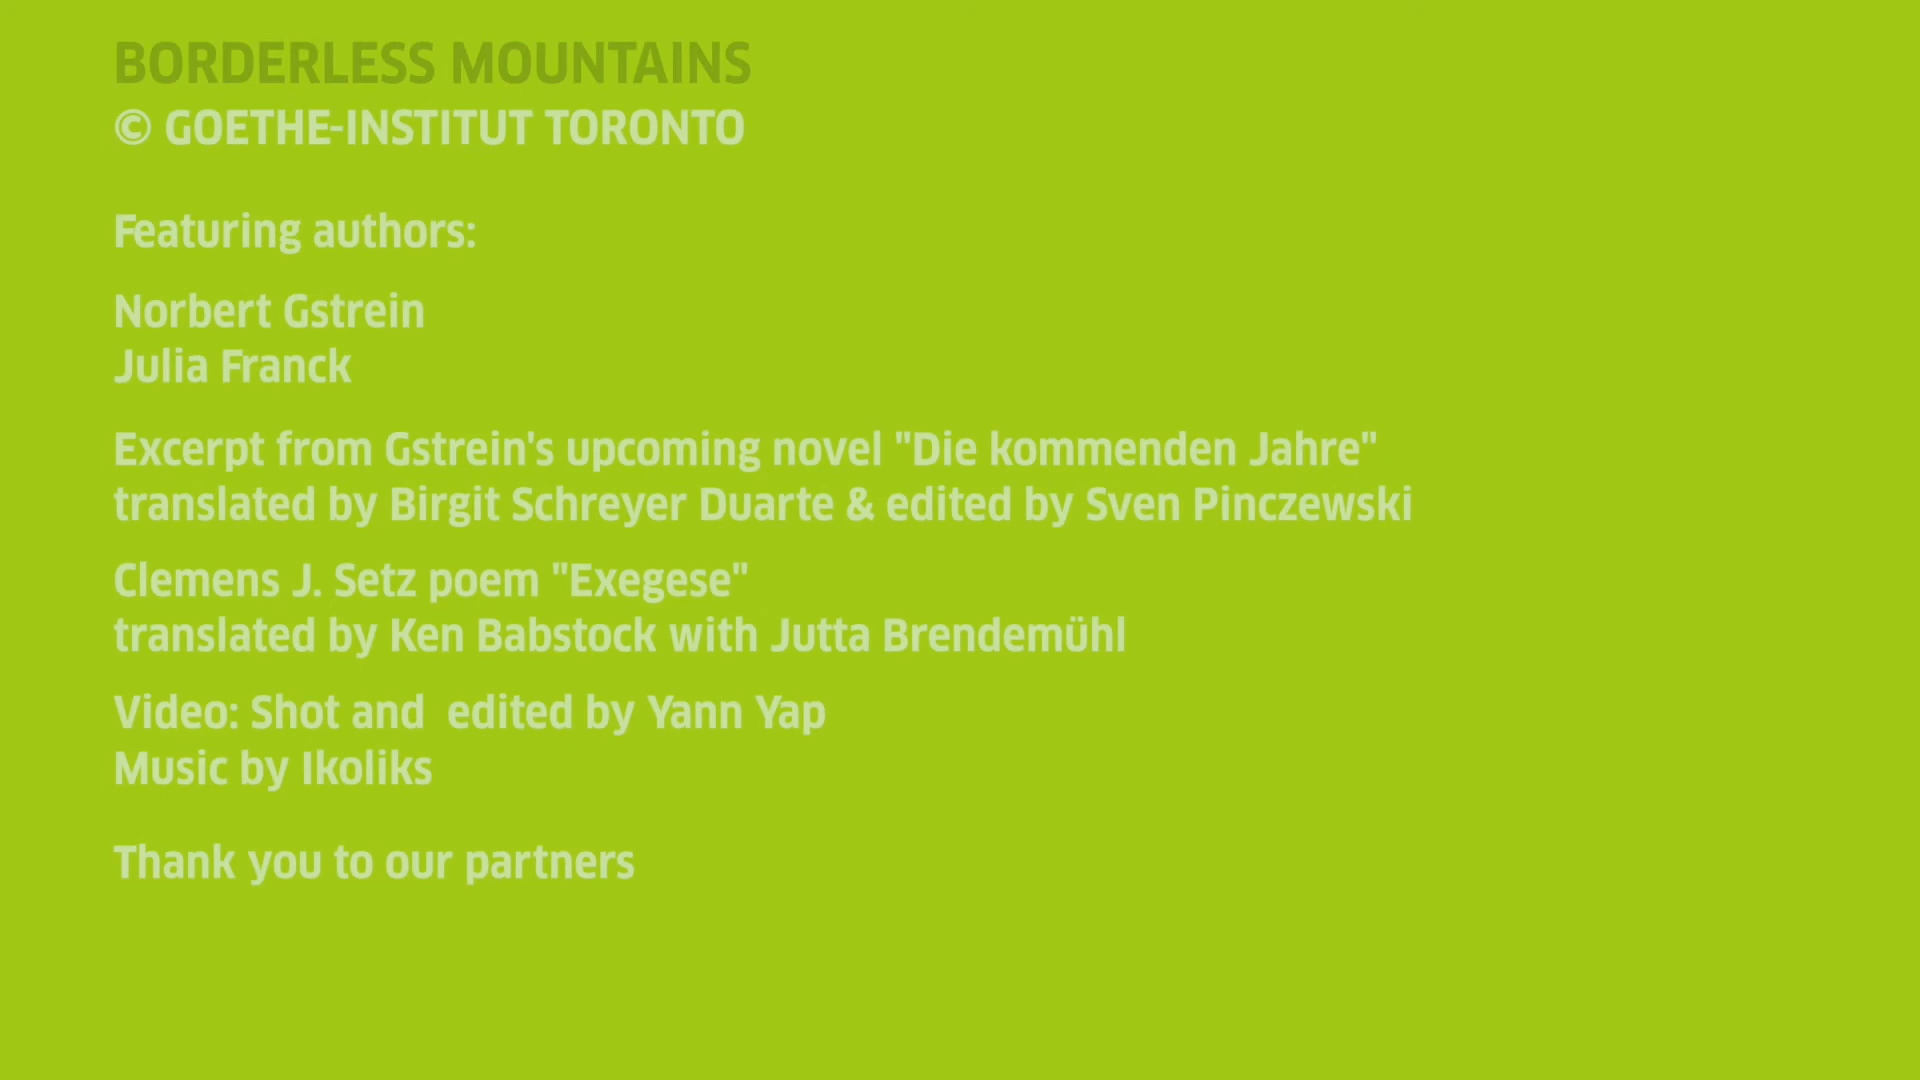 BORDERLESS MOUNTAINS
© GOETHE-INSTITUT TORONTO
Featuring authors:
Norbert Gstrein
Julia Franck
Excerpt from Gstrein's upcoming novel "Die kommenden Jahre"
translated by Birgit Schreyer Duarte & edited by Sven Pinczewski
Clemens J. Setz poem "Exegese"
translated by Ken Babstock with Jutta Brendemühl
Video: Shot and  edited by Yann Yap
Music by Ikoliks
Thank you to our partners